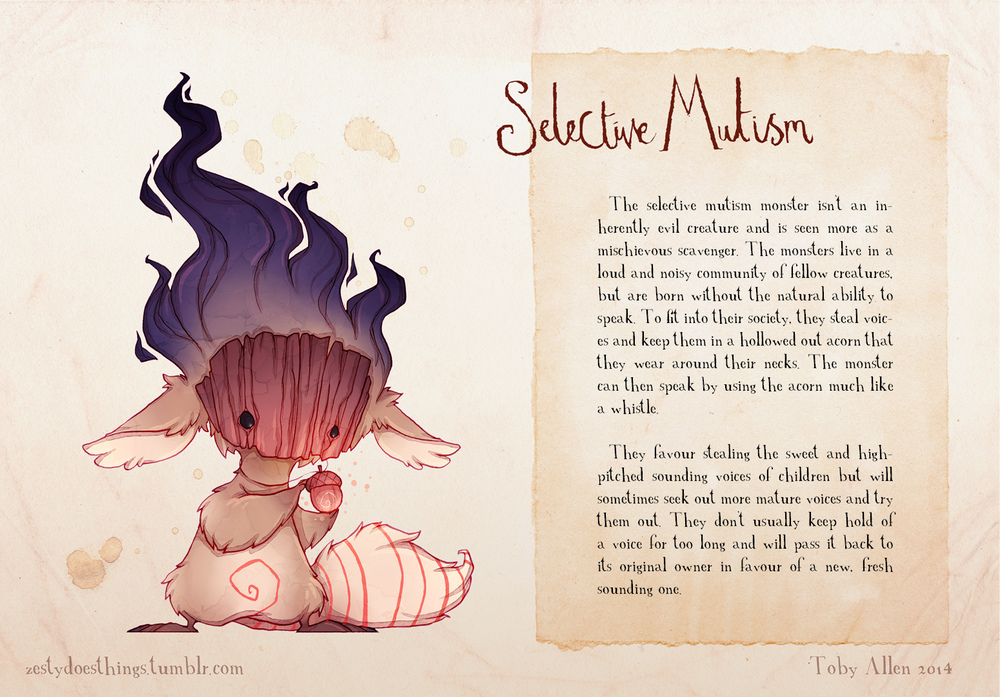 Selective Mutism
The selective mutism monster isn't an in-
herently evil creature and is seen more as a
mischievous scavenger. The monsters live in a
loud and noisy community of fellow creatures,
but are born without the natural ability to
speak. To fit into their society, they steal voic-
es and keep them in a hollowed out acorn that
they wear around their necks. The monster
can then speak by using the acorn much like
a whistle.
They favour stealing the sweet and high-
pitched sounding voices of children but will
sometimes seek out more mature voices and try
them out. They don't usually keep hold of
a voice for too long and will pass it back to
its original owner in favour of a new, fresh
sounding one.
zestydoesthings.tumblr.com
Toby Allen 2014